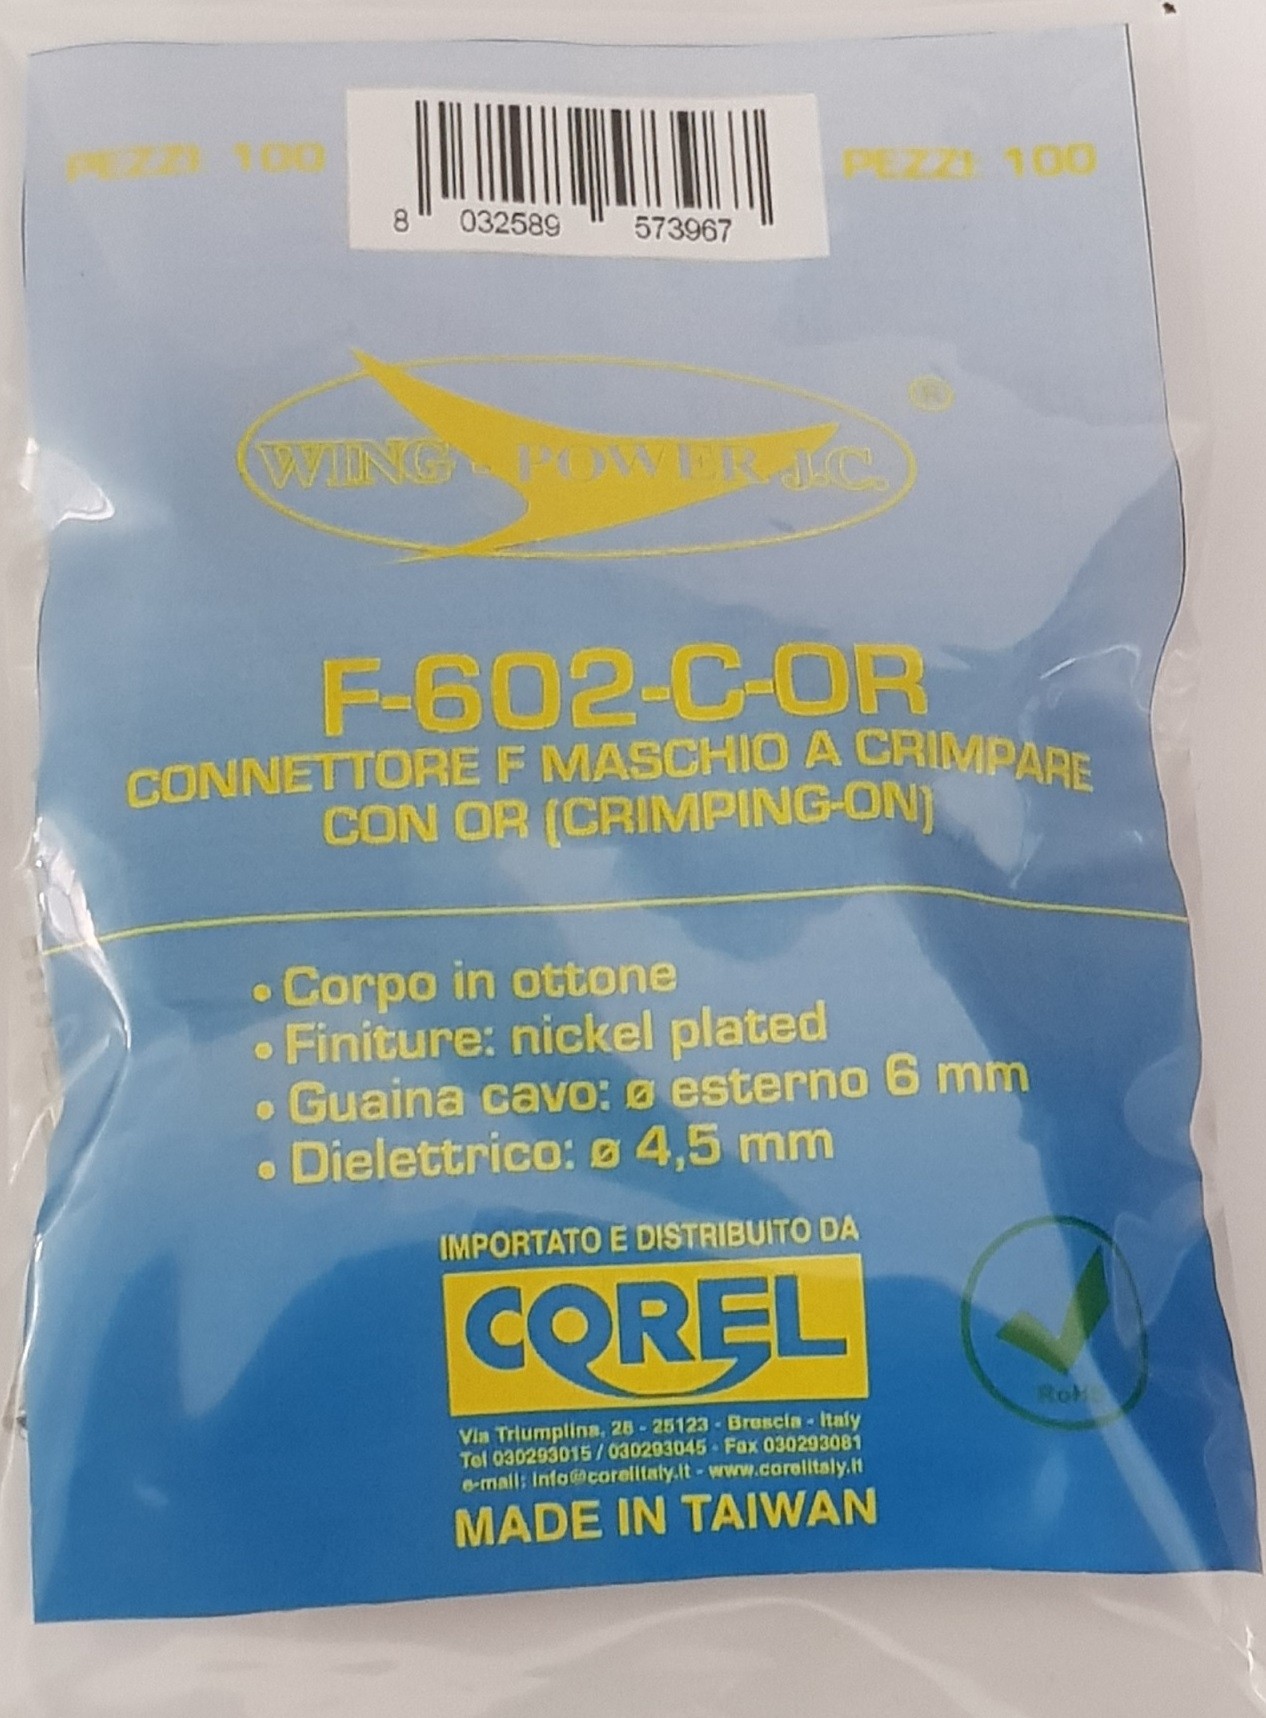 PEZZI: 100
PEZZI: 100
8 032589 573967
WING - POWER J.C. ®
F-602-C-OR
CONNETTORE F MASCHIO A CRIMPARE
CON OR (CRIMPING-ON)
• Corpo in ottone
• Finiture: nickel plated
• Guaina cavo: ø esterno 6 mm
• Dielettrico: ø 4,5 mm
IMPORTATO E DISTRIBUITO DA
COREL
Via Triumplina, 28 - 25123 - Brescia - Italy
Tel 030293015 / 030293045 - Fax 030293081
e-mail: info@corelitaly.it - www.corelitaly.it
MADE IN TAIWAN
RoHS